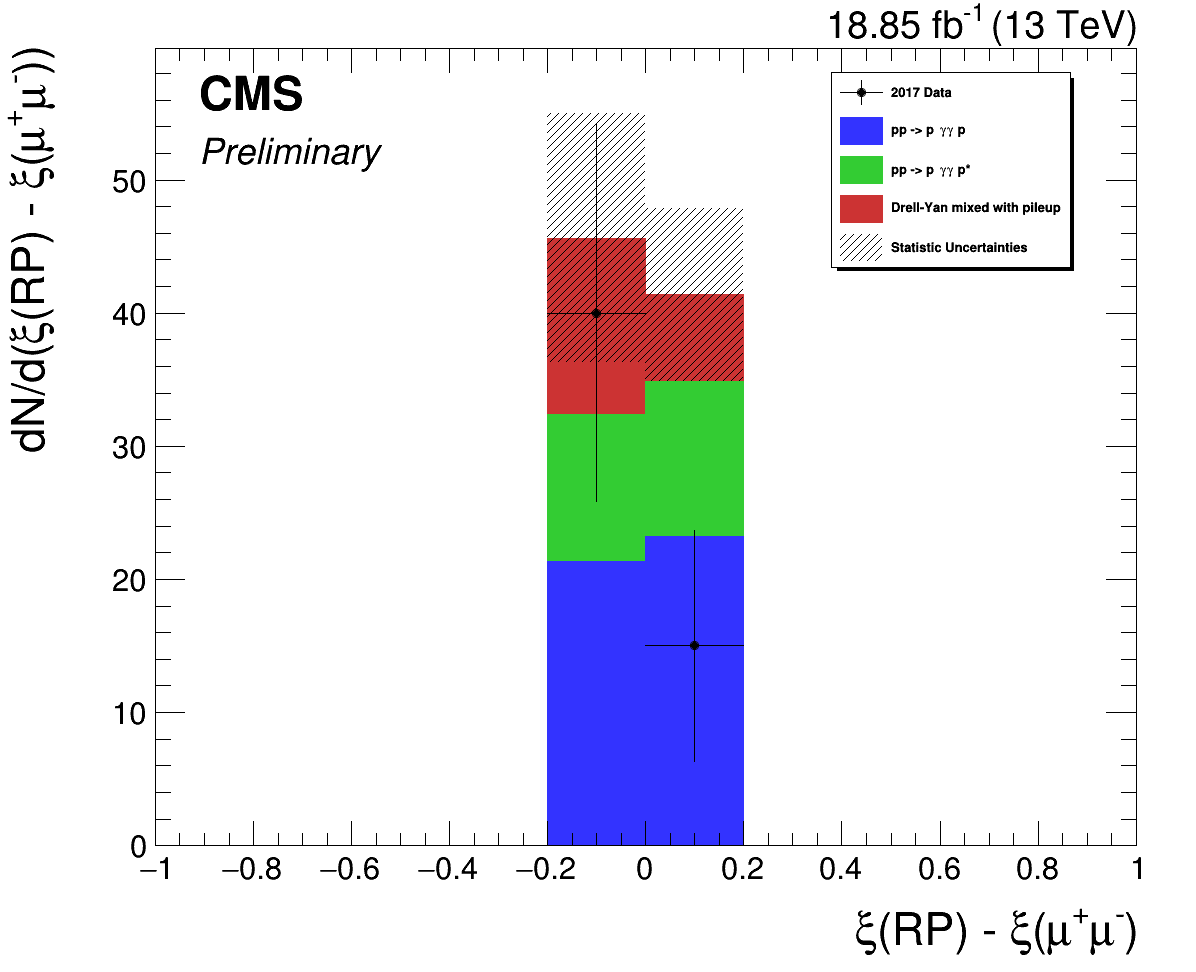 18.85 fb⁻¹ (13 TeV)
dN/d(ξ(RP) - ξ(μ⁺μ⁻))
CMS
Preliminary
2017 Data
pp -> p γγ p
pp -> p γγ p*
Drell-Yan mixed with pileup
Statistic Uncertainties
50
40
30
20
10
0
−1 −0.8 −0.6 −0.4 −0.2 0 0.2 0.4 0.6 0.8 1
ξ(RP) - ξ(μ⁺μ⁻)